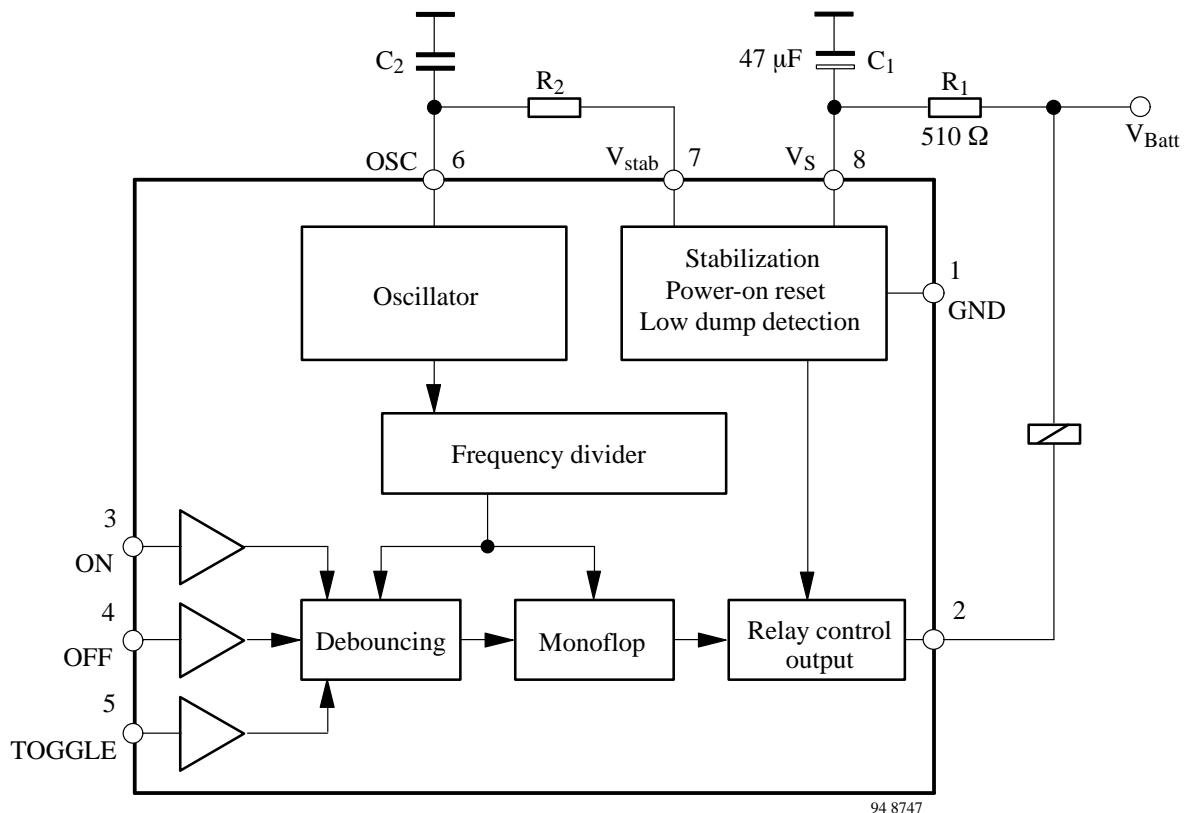 C2
47 μF
C1
R2
R1
510 Ω
VBatt
OSC
6
Vstab
7
VS
8
Oscillator
Stabilization
Power-on reset
Low dump detection
1
GND
Frequency divider
3
ON
4
OFF
5
TOGGLE
Debouncing
Monoflop
Relay control
output
2
94 8747